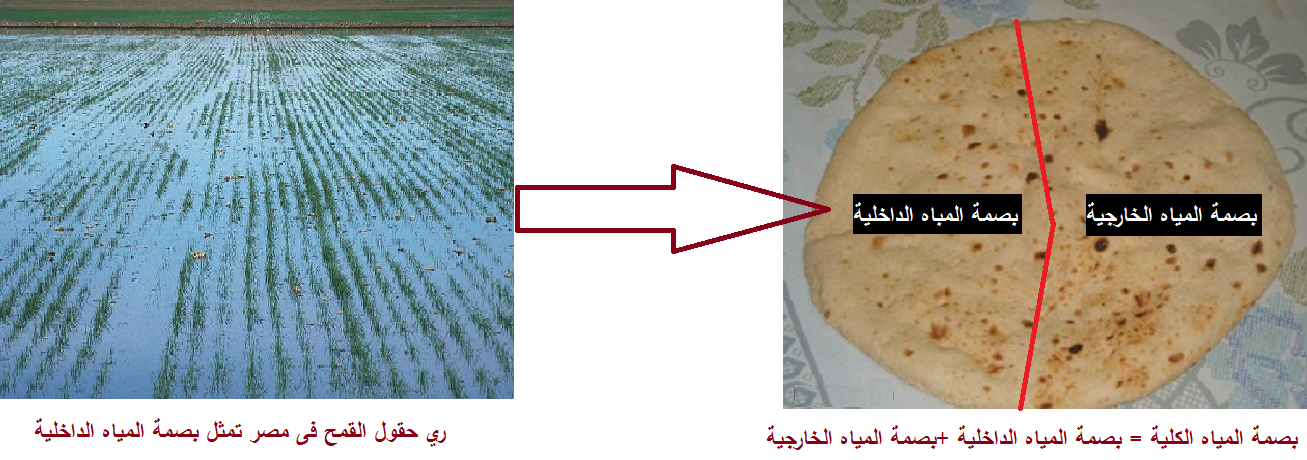 بصمة المياه الداخلية
بصمة المياه الخارجية
ري حقول القمح فى مصر تمثل بصمة المياه الداخلية
بصمة المياه الكلية = بصمة المياه الداخلية +بصمة المياه الخارجية